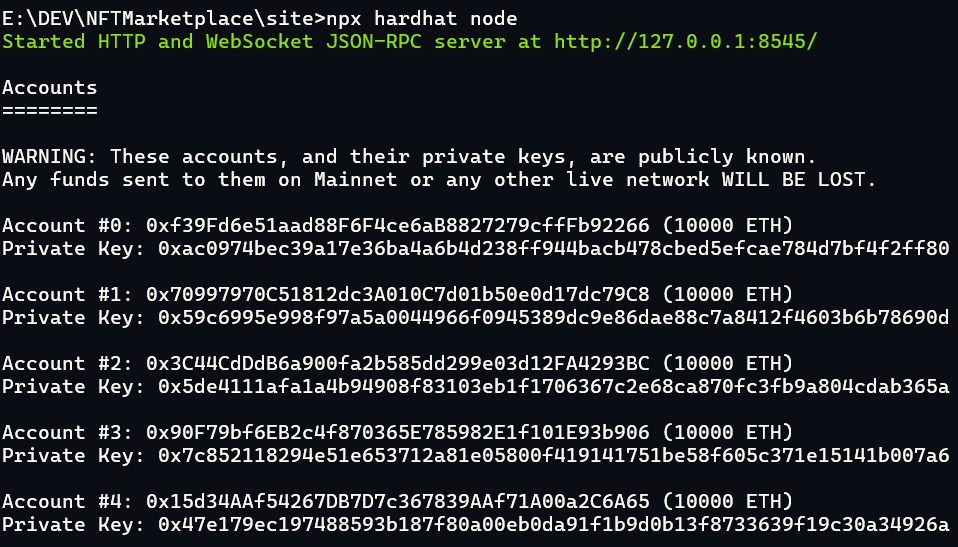 E:\DEV\NFTMarketplace\site>npx hardhat node
Started HTTP and WebSocket JSON-RPC server at http://127.0.0.1:8545/
Accounts
========
WARNING: These accounts, and their private keys, are publicly known.
Any funds sent to them on Mainnet or any other live network WILL BE LOST.
Account #0: 0xf39Fd6e51aad88F6F4ce6aB8827279cffFb92266 (10000 ETH)
Private Key: 0xac0974bec39a17e36ba4a6b4d238ff944bacb478cbed5efcae784d7bf4f2ff80
Account #1: 0x70997970C51812dc3A010C7d01b50e0d17dc79C8 (10000 ETH)
Private Key: 0x59c6995e998f97a5a0044966f0945389dc9e86dae88c7a8412f4603b6b78690d
Account #2: 0x3C44CdDdB6a900fa2b585dd299e03d12FA4293BC (10000 ETH)
Private Key: 0x5de4111afa1a4b94908f83103eb1f1706367c2e68ca870fc3fb9a804cdab365a
Account #3: 0x90F79bf6EB2c4f870365E785982E1f101E93b906 (10000 ETH)
Private Key: 0x7c852118294e51e653712a81e05800f419141751be58f605c371e15141b007a6
Account #4: 0x15d34AAf54267DB7D7c367839AAf71A00a2C6A65 (10000 ETH)
Private Key: 0x47e179ec197488593b187f80a00eb0da91f1b9d0b13f8733639f19c30a34926a